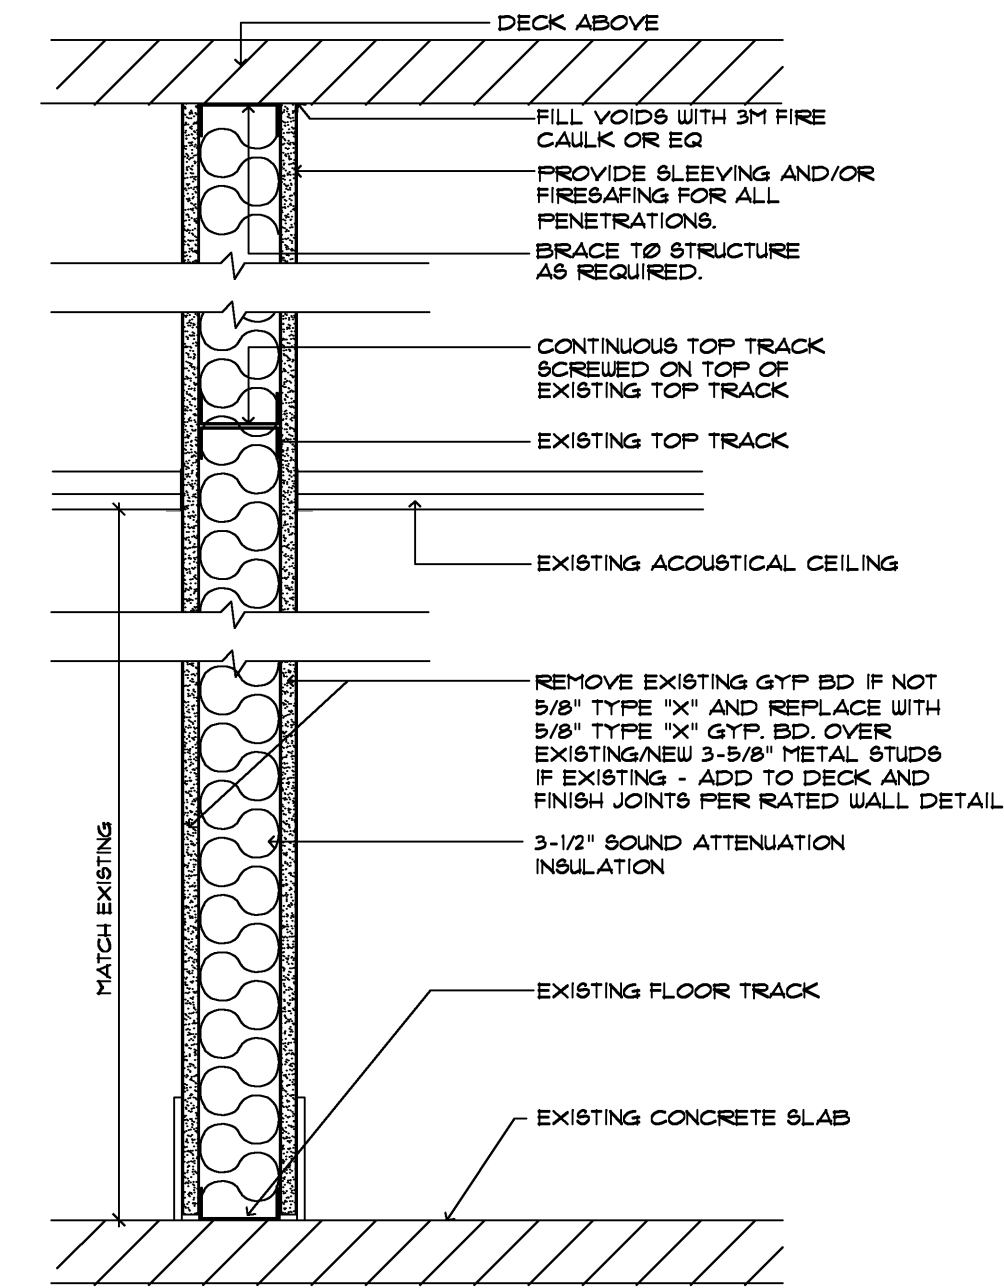 DECK ABOVE
FILL VOIDS WITH 3M FIRE
CAULK OR EQ
PROVIDE SLEEVING AND/OR
FIRESAFING FOR ALL
PENETRATIONS.
BRACE TØ STRUCTURE
AS REQUIRED.
CONTINUOUS TOP TRACK
SCREWED ON TOP OF
EXISTING TOP TRACK
EXISTING TOP TRACK
EXISTING ACOUSTICAL CEILING
REMOVE EXISTING GYP BD IF NOT
5/8" TYPE "X" AND REPLACE WITH
5/8" TYPE "X" GYP. BD. OVER
EXISTING/NEW 3-5/8" METAL STUDS
IF EXISTING - ADD TO DECK AND
FINISH JOINTS PER RATED WALL DETAIL
3-1/2" SOUND ATTENUATION
INSULATION
MATCH EXISTING
EXISTING FLOOR TRACK
EXISTING CONCRETE SLAB